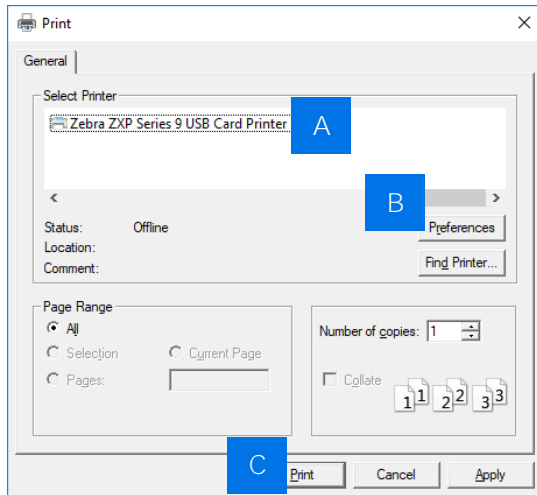 Print
General
Select Printer
Zebra ZXP Series 9 USB Card Printer
A
B
Status: Offline
Preferences
Location:
Comment:
Find Printer...
Page Range
All
Selection
Current Page
Pages:
Number of copies: 1
Collate
1 1 2 2 3 3
C
Print
Cancel
Apply